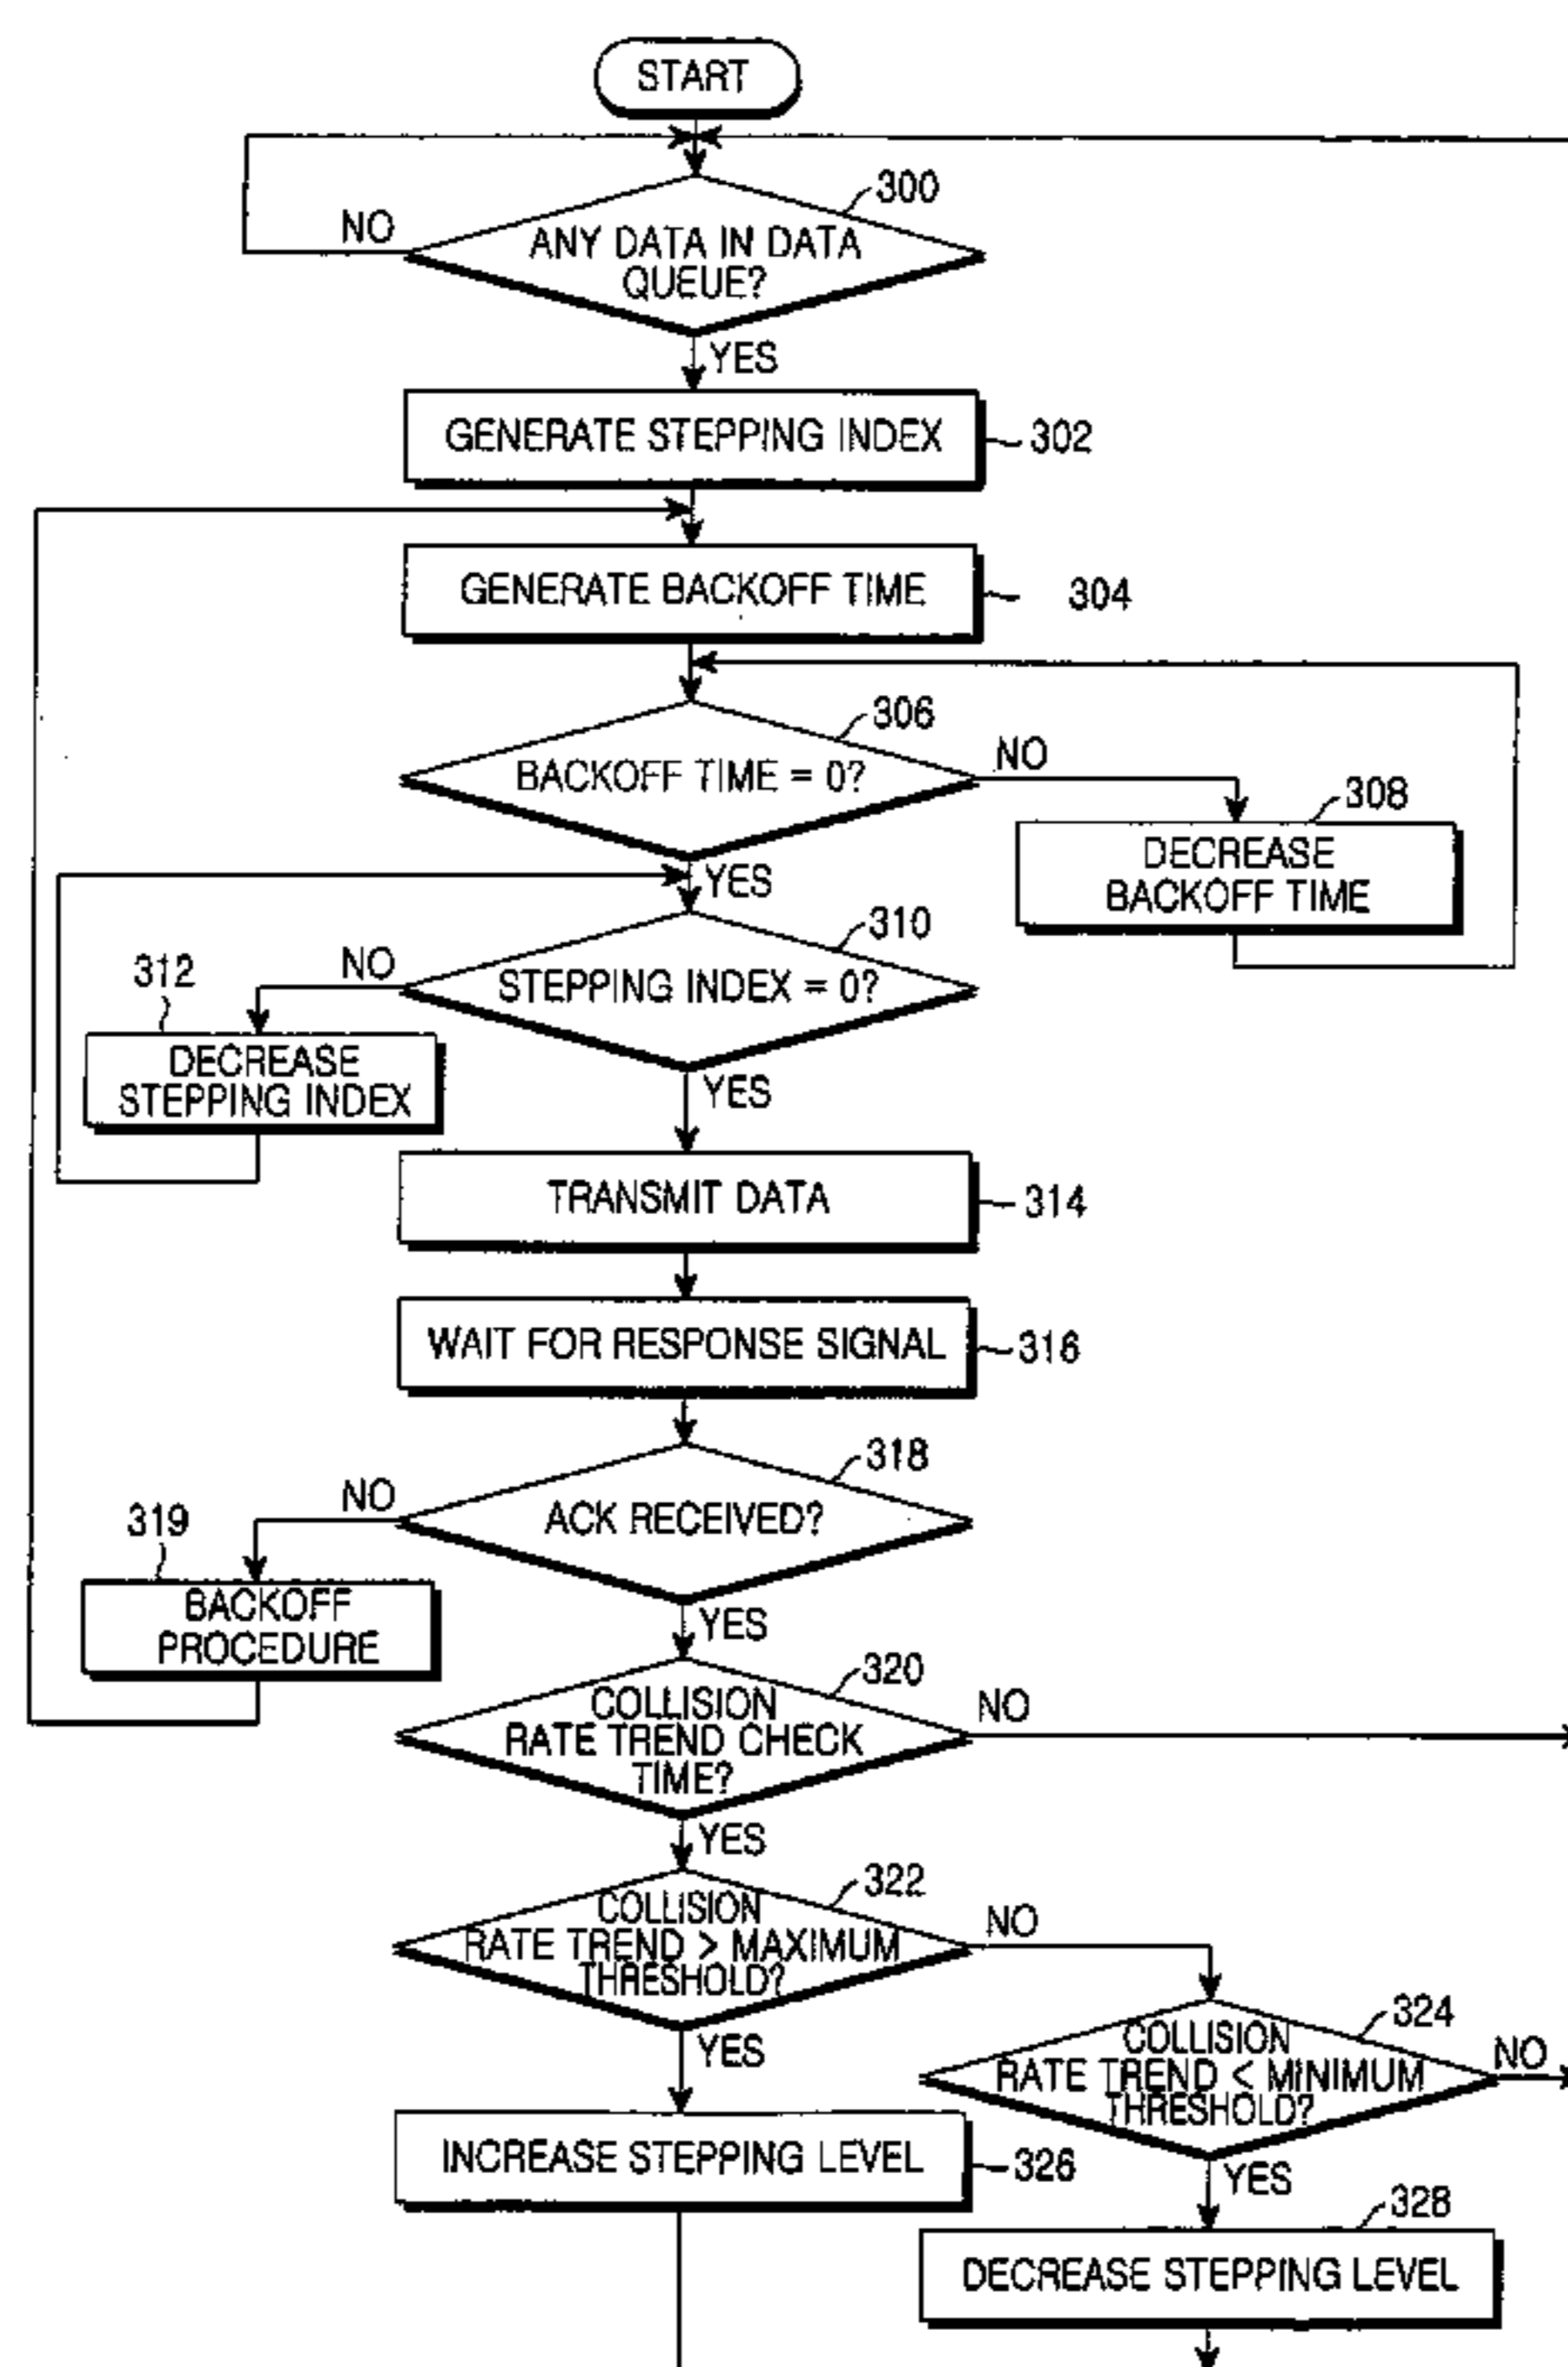 START
300
NO
ANY DATA IN DATA
QUEUE?
YES
GENERATE STEPPING INDEX
302
GENERATE BACKOFF TIME
304
306
NO
BACKOFF TIME = 0?
308
DECREASE
BACKOFF TIME
YES
310
312
NO
STEPPING INDEX = 0?
DECREASE
STEPPING INDEX
YES
TRANSMIT DATA
314
WAIT FOR RESPONSE SIGNAL
316
318
NO
319
ACK RECEIVED?
BACKOFF
PROCEDURE
YES
320
COLLISION
RATE TREND CHECK
TIME?
NO
YES
322
COLLISION
RATE TREND > MAXIMUM
THRESHOLD?
NO
324
YES
COLLISION
RATE TREND < MINIMUM
THRESHOLD?
NO
INCREASE STEPPING LEVEL
326
YES
328
DECREASE STEPPING LEVEL